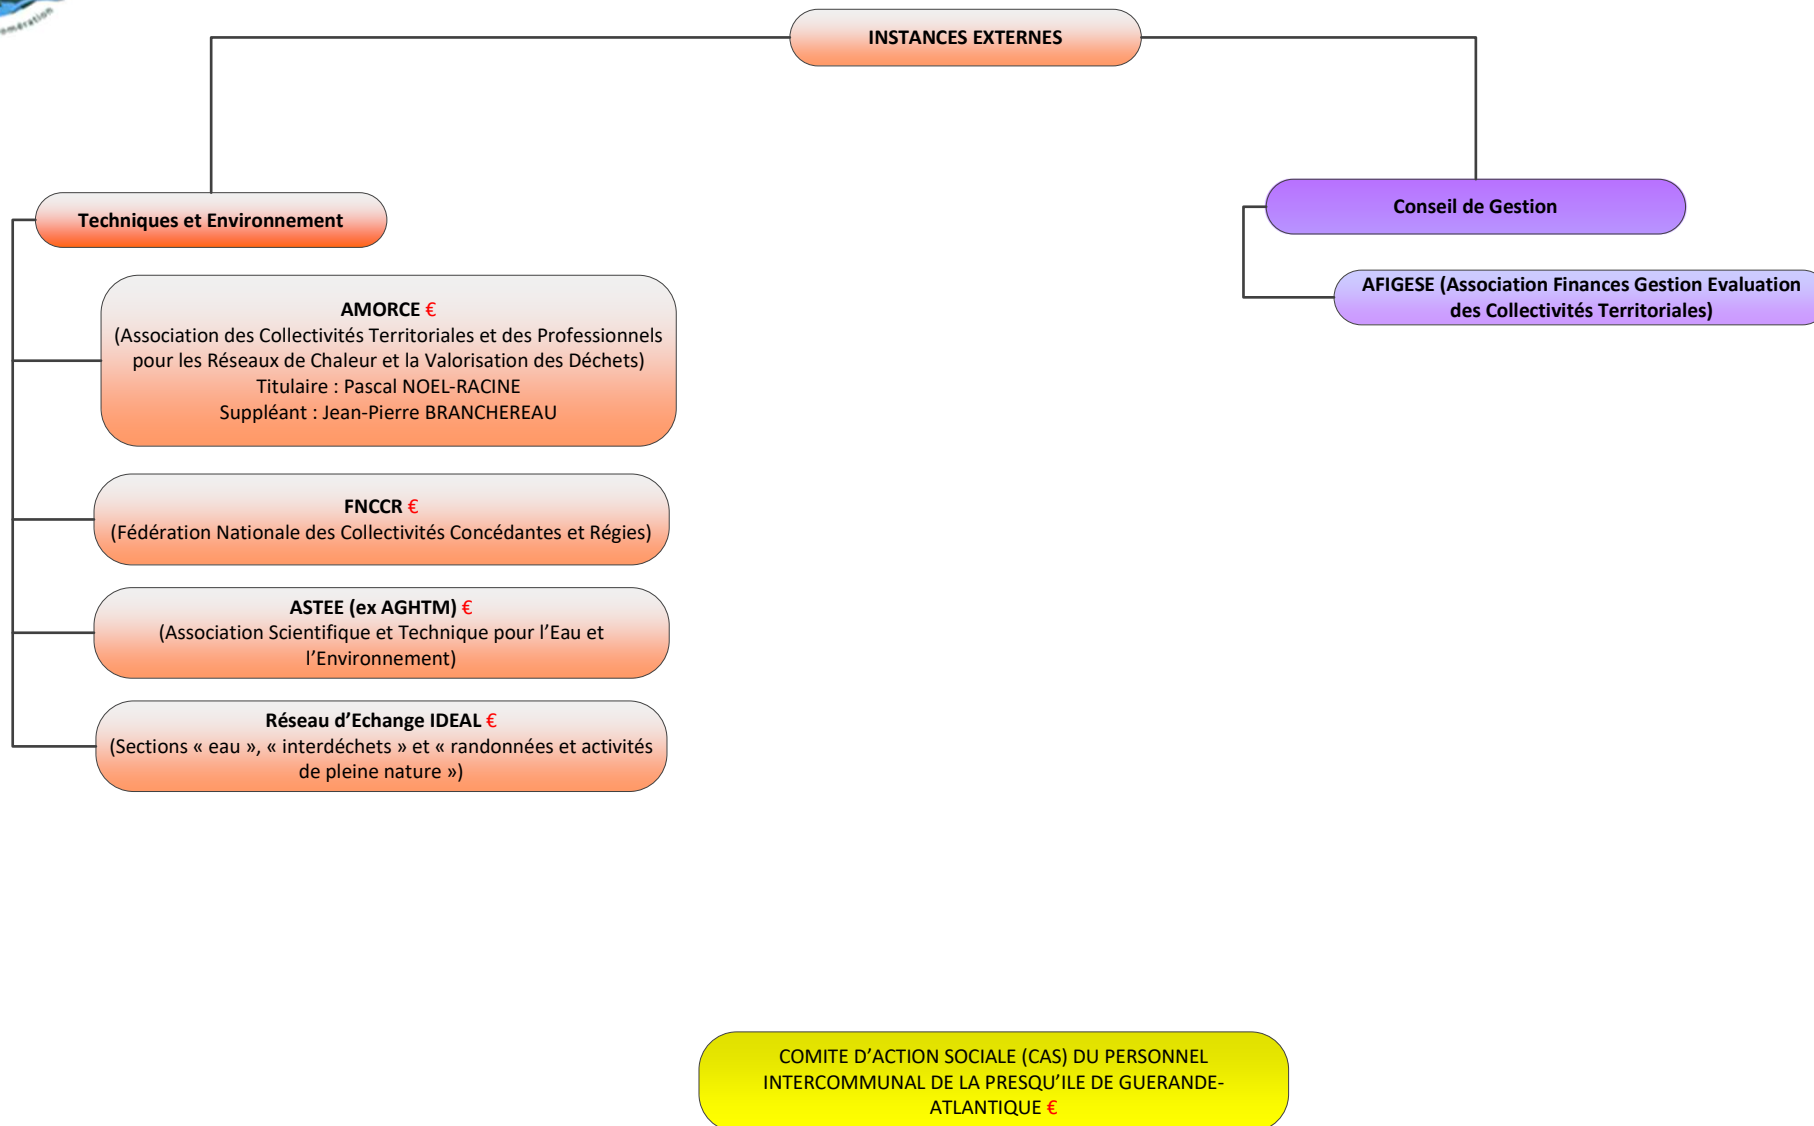 omération
INSTANCES EXTERNES
Techniques et Environnement
AMORCE €
(Association des Collectivités Territoriales et des Professionnels
pour les Réseaux de Chaleur et la Valorisation des Déchets)
Titulaire : Pascal NOEL-RACINE
Suppléant : Jean-Pierre BRANCHEREAU
FNCCR €
(Fédération Nationale des Collectivités Concédantes et Régies)
ASTEE (ex AGHTM) €
(Association Scientifique et Technique pour l’Eau et
l’Environnement)
Réseau d’Echange IDEAL €
(Sections « eau », « interdéchets » et « randonnées et activités
de pleine nature »)
Conseil de Gestion
AFIGESE (Association Finances Gestion Evaluation
des Collectivités Territoriales)
COMITE D’ACTION SOCIALE (CAS) DU PERSONNEL
INTERCOMMUNAL DE LA PRESQU’ILE DE GUERANDE-
ATLANTIQUE €